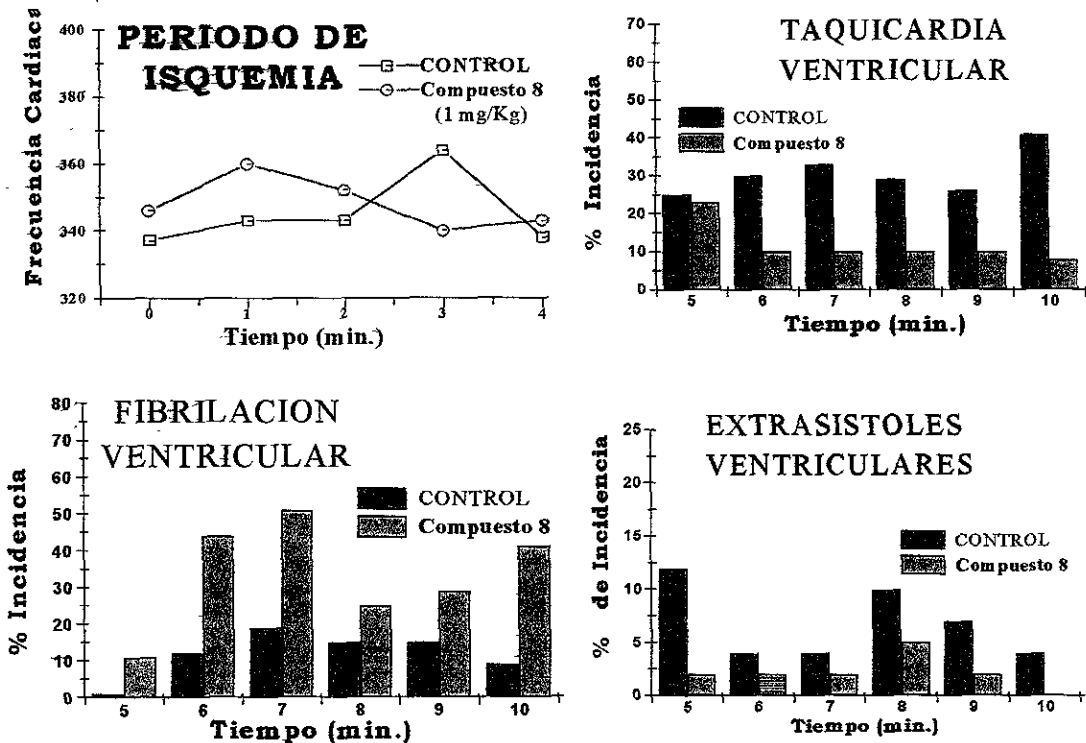 PERIODO DE
ISQUEMIA
CONTROL
Compuesto 8
(1 mg/Kg)
Frecuencia Cardiacs
400
380
360
340
320
0 1 2 3 4
Tiempo (min.)
TAQUICARDIA
VENTRICULAR
CONTROL
Compuesto 8
% Incidencia
70
60
50
40
30
20
10
0
5 6 7 8 9 10
Tiempo (min.)
FIBRILACION
VENTRICULAR
CONTROL
Compuesto 8
% Incidencia
80
70
60
50
40
30
20
10
0
5 6 7 8 9 10
Tiempo (min.)
EXTRASISTOLES
VENTRICULARES
CONTROL
Compuesto 8
% de Incidencia
25
20
15
10
5
0
5 6 7 8 9 10
Tiempo (min.)